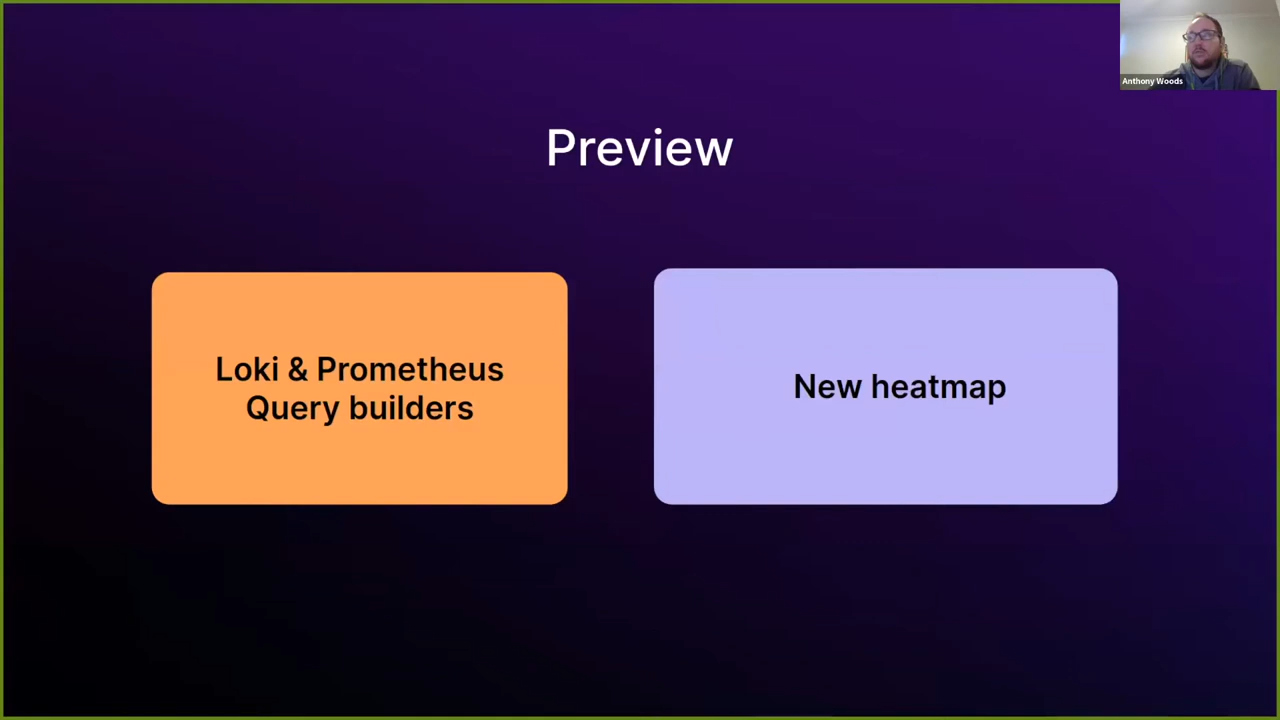 Anthony Woods
Preview
Loki & Prometheus
Query builders
New heatmap